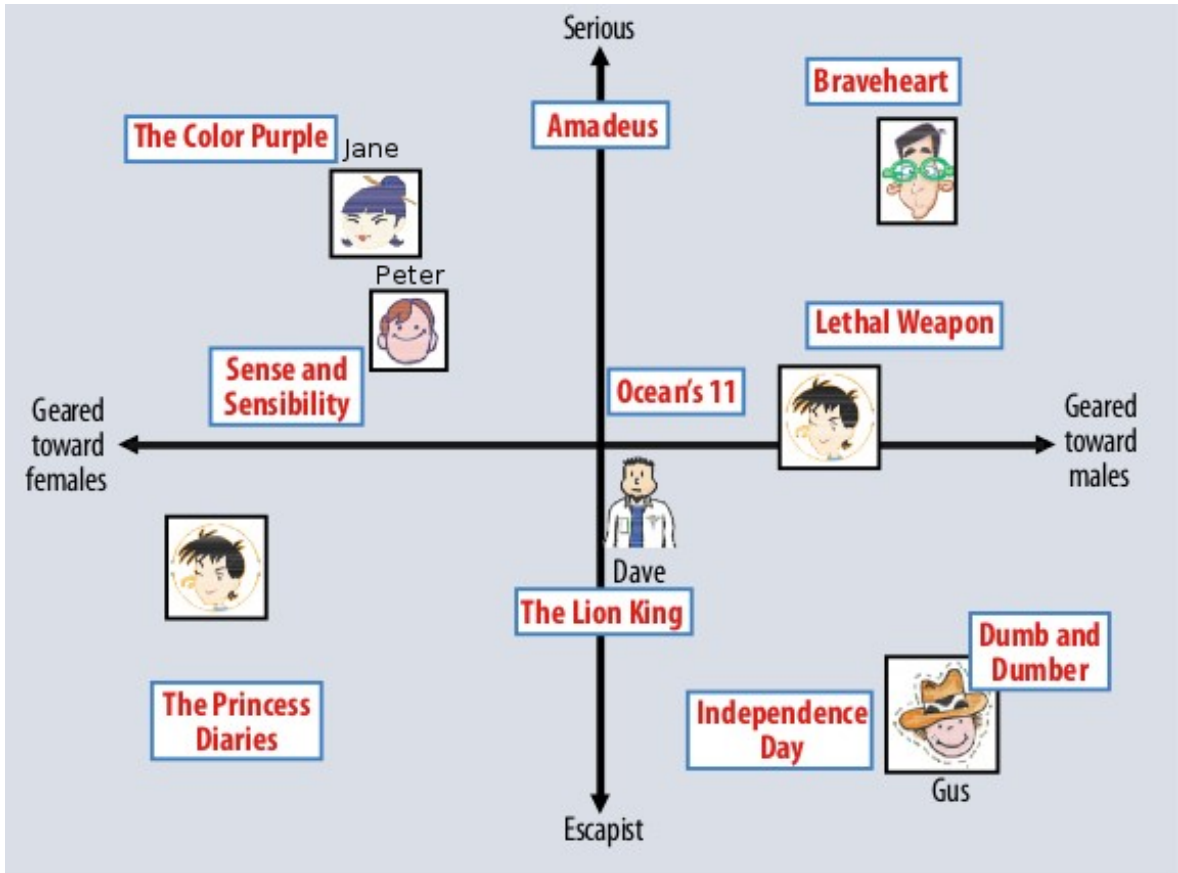 Serious
Braveheart
Amadeus
The Color Purple
Jane
Peter
Lethal Weapon
Sense and
Sensibility
Ocean's 11
Geared
toward
females
Geared
toward
males
Dave
The Lion King
Dumb and
Dumber
The Princess
Diaries
Independence
Day
Gus
Escapist